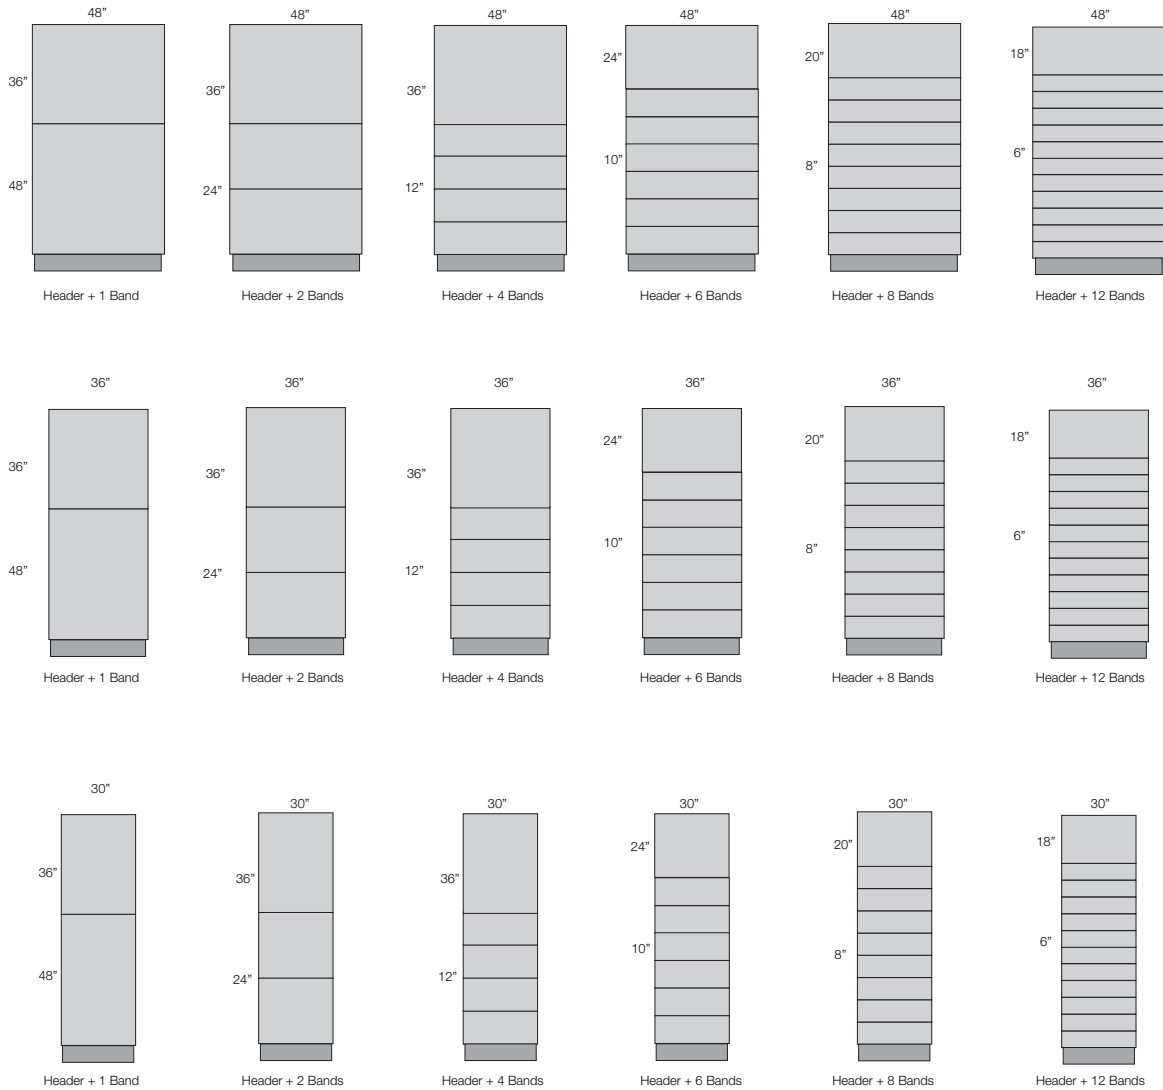 48” 48” 48” 48” 48” 48”
36” 36” 36” 24” 20” 18”
48” 24” 12” 10” 8” 6”
Header + 1 Band Header + 2 Bands Header + 4 Bands Header + 6 Bands Header + 8 Bands Header + 12 Bands
36” 36” 36” 36” 36” 36”
36” 36” 36” 24” 20” 18”
48” 24” 12” 10” 8” 6”
Header + 1 Band Header + 2 Bands Header + 4 Bands Header + 6 Bands Header + 8 Bands Header + 12 Bands
30” 30” 30” 30” 30” 30”
36” 36” 36” 24” 20” 18”
48” 24” 12” 10” 8” 6”
Header + 1 Band Header + 2 Bands Header + 4 Bands Header + 6 Bands Header + 8 Bands Header + 12 Bands